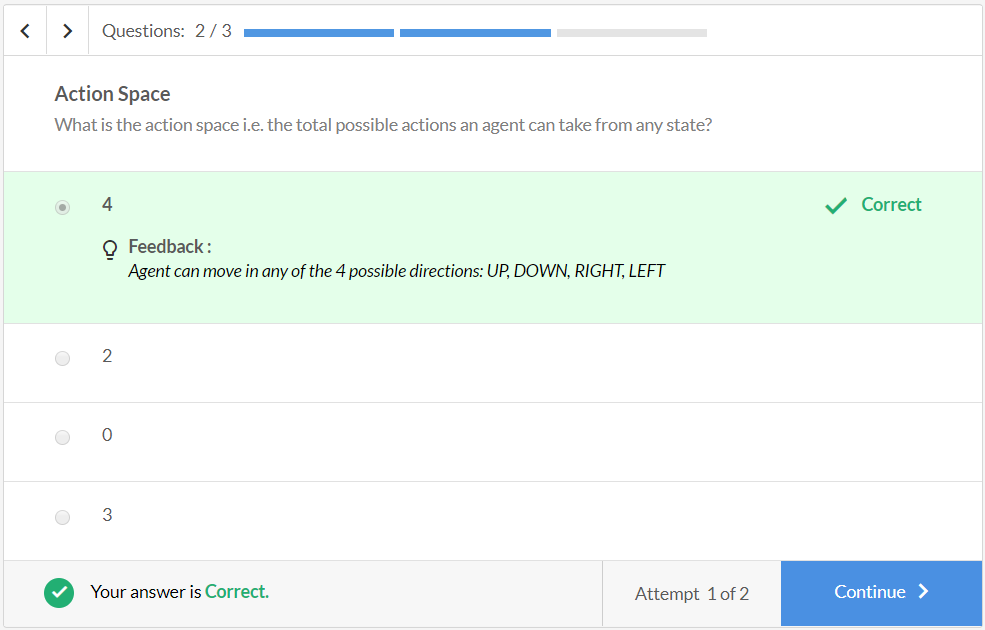 Questions: 2 / 3
Action Space
What is the action space i.e. the total possible actions an agent can take from any state?
4
Correct
Feedback :
Agent can move in any of the 4 possible directions: UP, DOWN, RIGHT, LEFT
2
0
3
Your answer is Correct.
Attempt 1 of 2
Continue